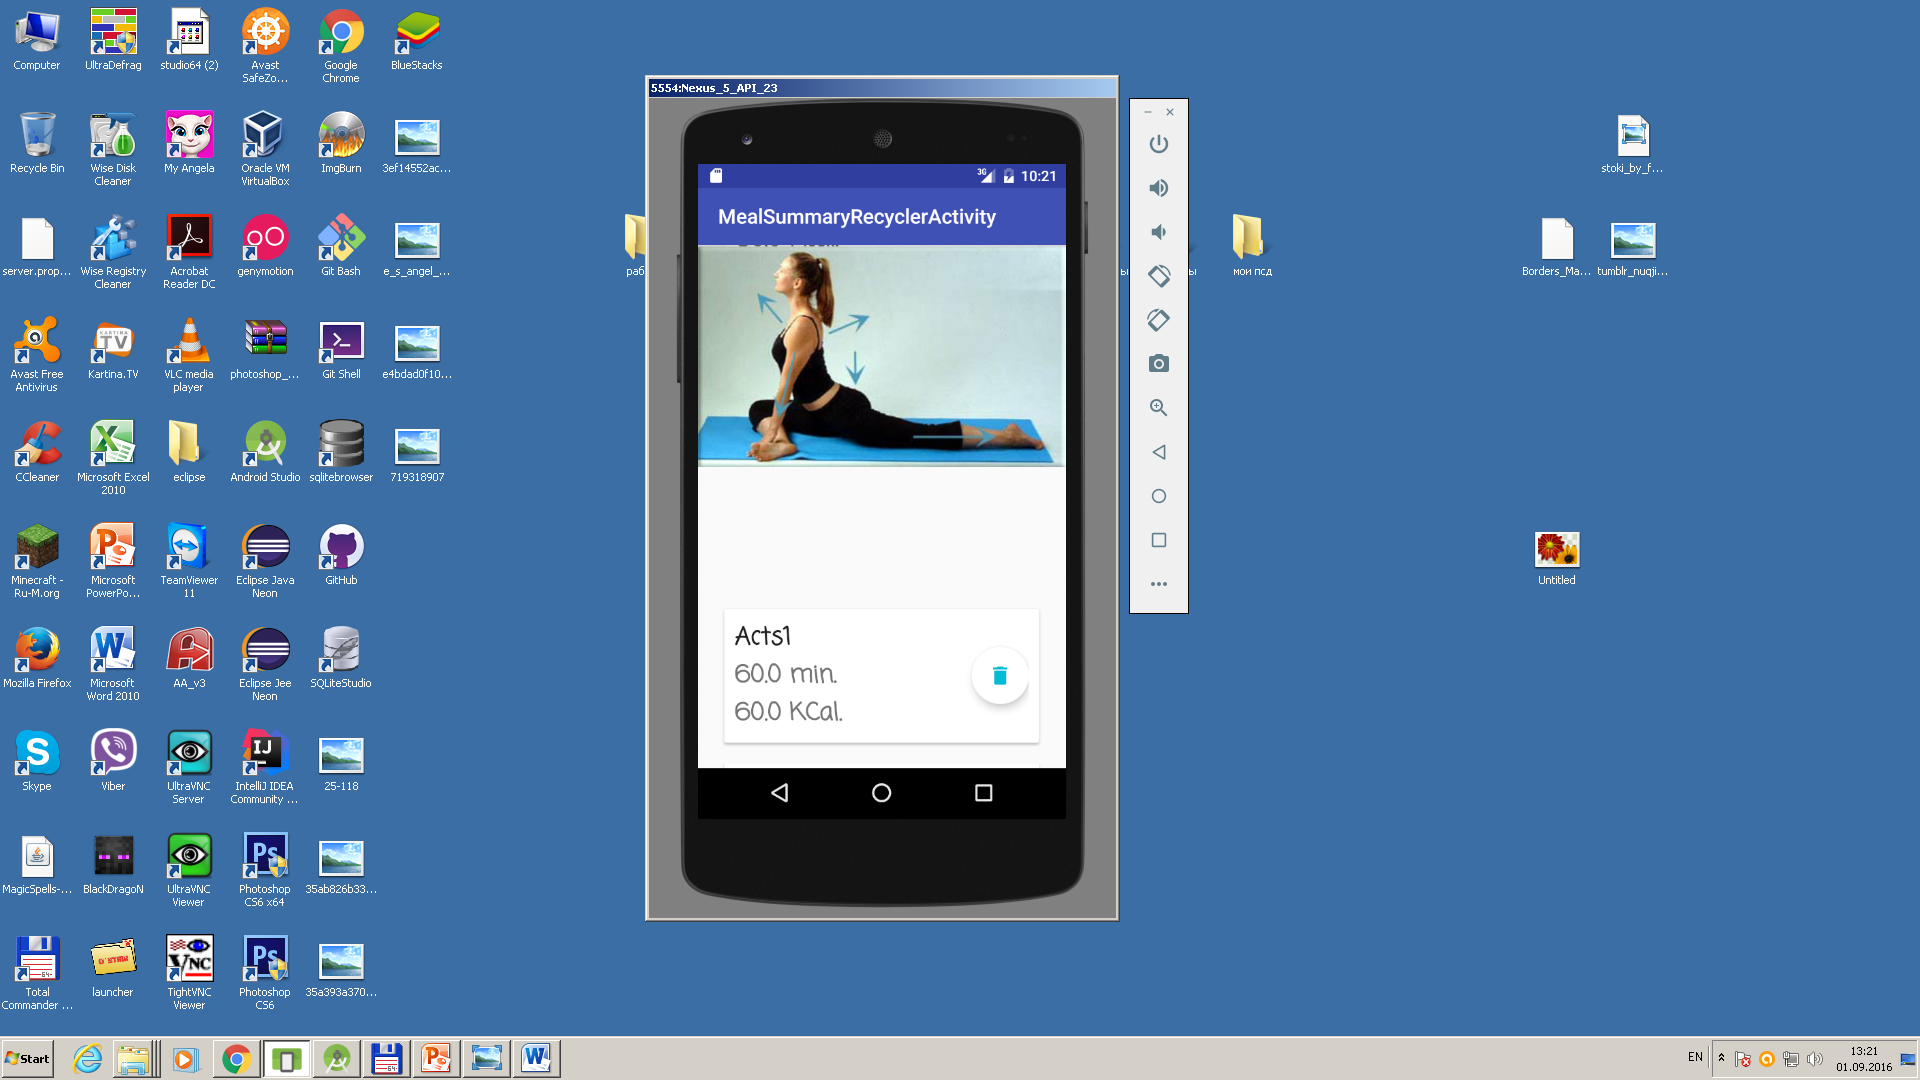 Computer
UltraDefrag
studio64 (2)
Avast
SafeZo...
Google
Chrome
BlueStacks
Recycle Bin
Wise Disk
Cleaner
My Angela
Oracle VM
VirtualBox
ImgBurn
3ef14552ac...
server.prop...
Wise Registry
Cleaner
Acrobat
Reader DC
genymotion
Git Bash
e_s_angel_...
Avast Free
Antivirus
Kartina.TV
VLC media
player
photoshop_...
Git Shell
e4bdad0f10...
CCleaner
Microsoft Excel
2010
eclipse
Android Studio
sqlitebrowser
719318907
Minecraft -
Ru-M.org
Microsoft
PowerPo...
TeamViewer
11
Eclipse Java
Neon
GitHub
Mozilla Firefox
Microsoft
Word 2010
AA_v3
Eclipse Jee
Neon
SQLiteStudio
Skype
Viber
UltraVNC
Server
IntelliJ IDEA
Community ...
25-118
MagicSpells-...
BlackDragoN
UltraVNC
Viewer
Photoshop
CS6 x64
35ab826b33...
Total
Commander ...
launcher
TightVNC
Viewer
Photoshop
CS6
35a393a370...
5554:Nexus_5_API_23
3G
10:21
MealSummaryRecyclerActivity
Acts1
60.0 min.
60.0 KCal.
раб
ы
ы
мои псд
stoki_by_f...
Borders_Ma...
tumblr_nuqji...
Untitled
Start
EN
13:21
01.09.2016